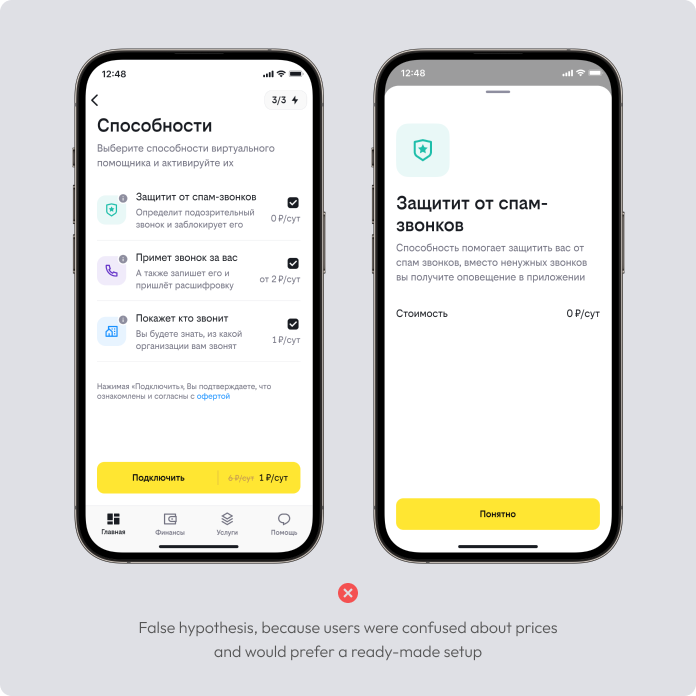 12:48
3/3
Способности
Выберите способности виртуального
помощника и активируйте их
Защитит от спам-звонков
Определит подозрительный
звонок и заблокирует его
0 ₽/сут
Примет звонок за вас
А также запишет его и
пришлёт расшифровку
от 2 ₽/сут
Покажет кто звонит
Вы будете знать, из какой
организации вам звонят
1 ₽/сут
Нажимая «Подключить», Вы подтверждаете, что
ознакомлены и согласны с офертой
Подключить 6 ₽/сут 1 ₽/сут
Главная Финансы Услуги Помощь
12:48
Защитит от спам-
звонков
Способность помогает защитить вас от
спам звонков, вместо ненужных звонков
вы получите оповещение в приложении
Стоимость 0 ₽/сут
Понятно
False hypothesis, because users were confused about prices
and would prefer a ready-made setup